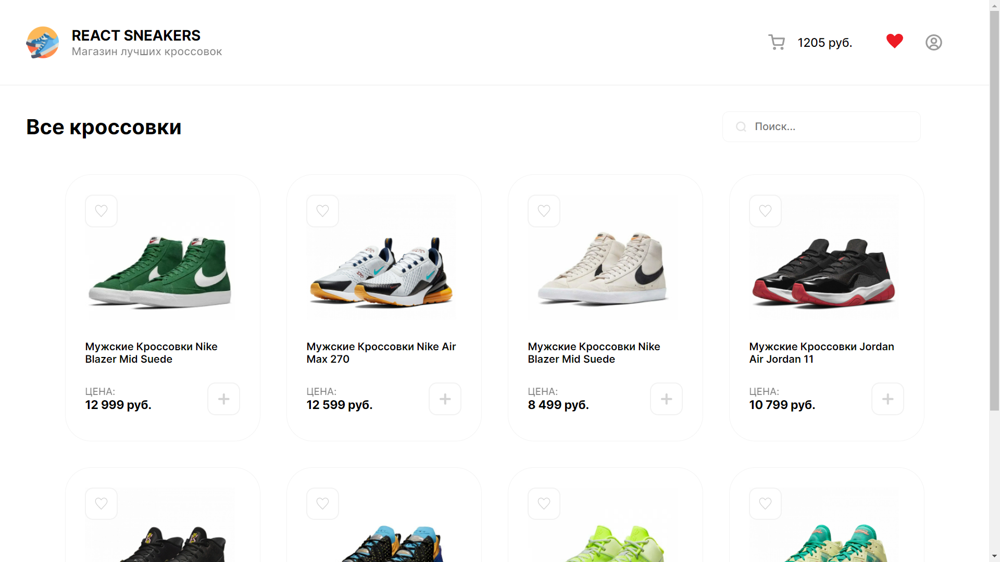 REACT SNEAKERS
Магазин лучших кроссовок
1205 руб.
Все кроссовки
Поиск...
Мужские Кроссовки Nike
Blazer Mid Suede
ЦЕНА:
12 999 руб.
Мужские Кроссовки Nike Air
Max 270
ЦЕНА:
12 599 руб.
Мужские Кроссовки Nike
Blazer Mid Suede
ЦЕНА:
8 499 руб.
Мужские Кроссовки Jordan
Air Jordan 11
ЦЕНА:
10 799 руб.